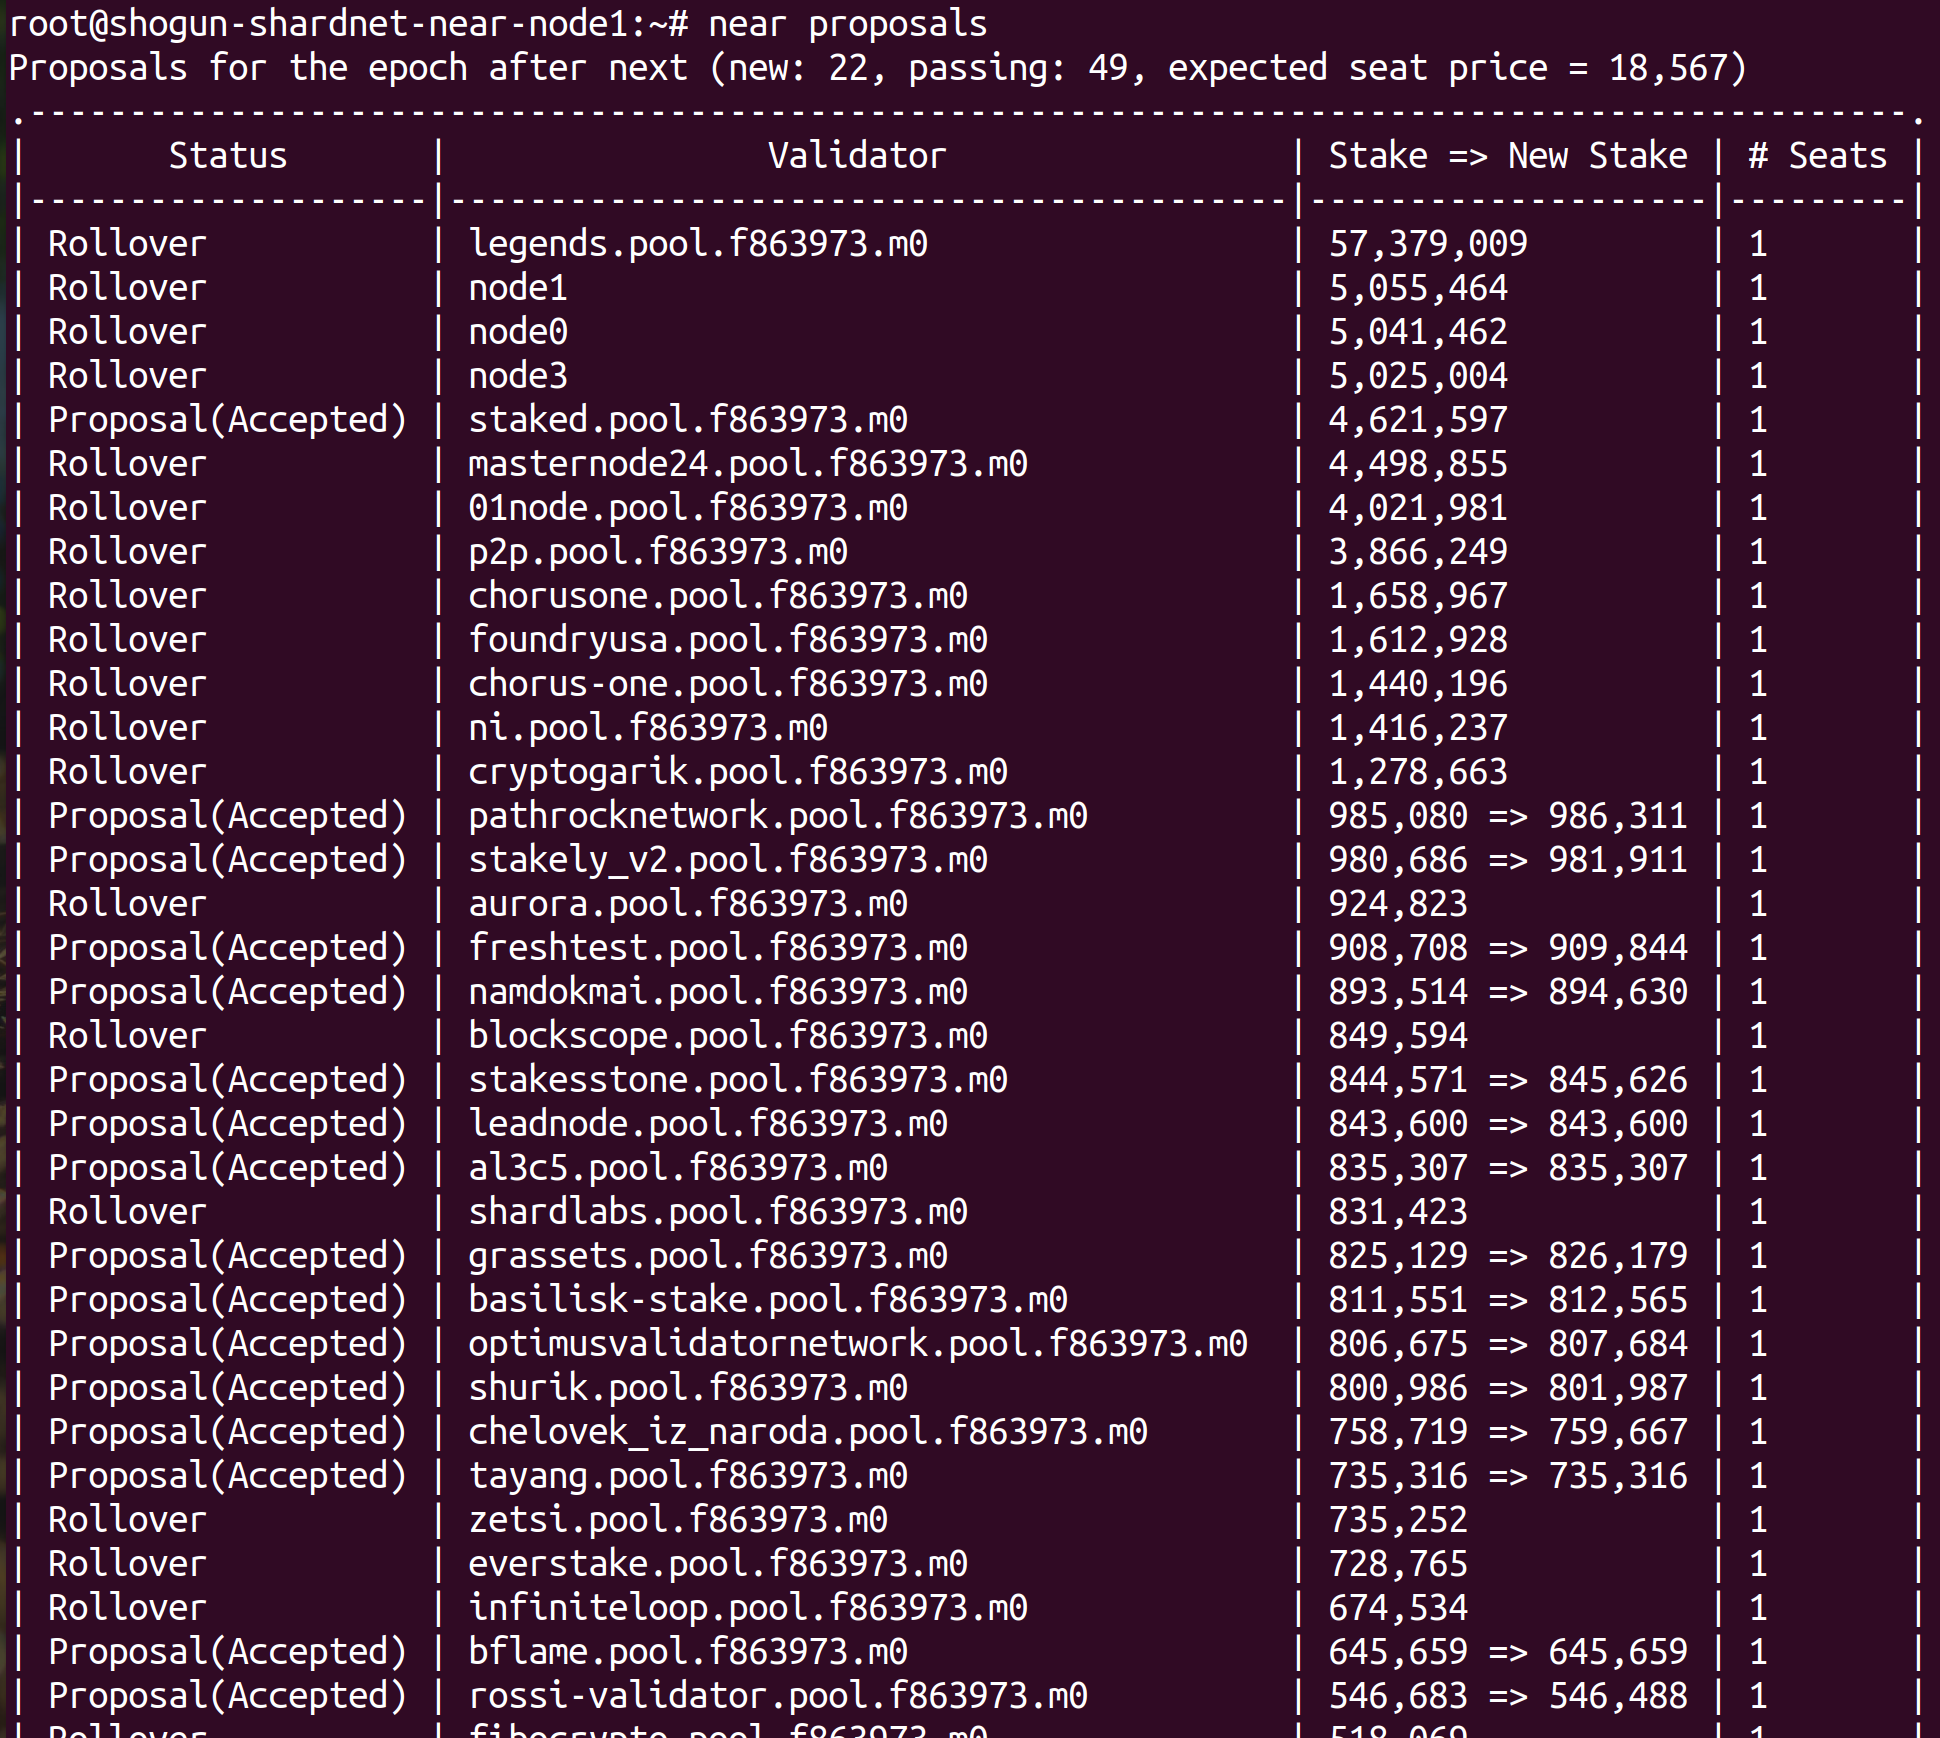 root@shogun-shardnet-near-node1:~# near proposals
Proposals for the epoch after next (new: 22, passing: 49, expected seat price = 18,567)
.----------------------------------------------------------------------------------------------.
|       Status       |                Validator                 | Stake => New Stake | # Seats |
|--------------------|------------------------------------------|--------------------|---------|
| Rollover           | legends.pool.f863973.m0                  | 57,379,009         | 1       |
| Rollover           | node1                                    | 5,055,464          | 1       |
| Rollover           | node0                                    | 5,041,462          | 1       |
| Rollover           | node3                                    | 5,025,004          | 1       |
| Proposal(Accepted) | staked.pool.f863973.m0                   | 4,621,597          | 1       |
| Rollover           | masternode24.pool.f863973.m0             | 4,498,855          | 1       |
| Rollover           | 01node.pool.f863973.m0                   | 4,021,981          | 1       |
| Rollover           | p2p.pool.f863973.m0                      | 3,866,249          | 1       |
| Rollover           | chorusone.pool.f863973.m0                | 1,658,967          | 1       |
| Rollover           | foundryusa.pool.f863973.m0               | 1,612,928          | 1       |
| Rollover           | chorus-one.pool.f863973.m0               | 1,440,196          | 1       |
| Rollover           | ni.pool.f863973.m0                       | 1,416,237          | 1       |
| Rollover           | cryptogarik.pool.f863973.m0              | 1,278,663          | 1       |
| Proposal(Accepted) | pathrocknetwork.pool.f863973.m0          | 985,080 => 986,311 | 1       |
| Proposal(Accepted) | stakely_v2.pool.f863973.m0               | 980,686 => 981,911 | 1       |
| Rollover           | aurora.pool.f863973.m0                   | 924,823            | 1       |
| Proposal(Accepted) | freshtest.pool.f863973.m0                | 908,708 => 909,844 | 1       |
| Proposal(Accepted) | namdokmai.pool.f863973.m0                | 893,514 => 894,630 | 1       |
| Rollover           | blockscope.pool.f863973.m0               | 849,594            | 1       |
| Proposal(Accepted) | stakesstone.pool.f863973.m0              | 844,571 => 845,626 | 1       |
| Proposal(Accepted) | leadnode.pool.f863973.m0                 | 843,600 => 843,600 | 1       |
| Proposal(Accepted) | al3c5.pool.f863973.m0                    | 835,307 => 835,307 | 1       |
| Rollover           | shardlabs.pool.f863973.m0                | 831,423            | 1       |
| Proposal(Accepted) | grassets.pool.f863973.m0                 | 825,129 => 826,179 | 1       |
| Proposal(Accepted) | basilisk-stake.pool.f863973.m0           | 811,551 => 812,565 | 1       |
| Proposal(Accepted) | optimusvalidatornetwork.pool.f863973.m0  | 806,675 => 807,684 | 1       |
| Proposal(Accepted) | shurik.pool.f863973.m0                   | 800,986 => 801,987 | 1       |
| Proposal(Accepted) | chelovek_iz_naroda.pool.f863973.m0       | 758,719 => 759,667 | 1       |
| Proposal(Accepted) | tayang.pool.f863973.m0                   | 735,316 => 735,316 | 1       |
| Rollover           | zetsi.pool.f863973.m0                    | 735,252            | 1       |
| Rollover           | everstake.pool.f863973.m0                | 728,765            | 1       |
| Rollover           | infiniteloop.pool.f863973.m0             | 674,534            | 1       |
| Proposal(Accepted) | bflame.pool.f863973.m0                   | 645,659 => 645,659 | 1       |
| Proposal(Accepted) | rossi-validator.pool.f863973.m0          | 546,683 => 546,488 | 1       |
| Rollover           |                                          |                    | 1       |